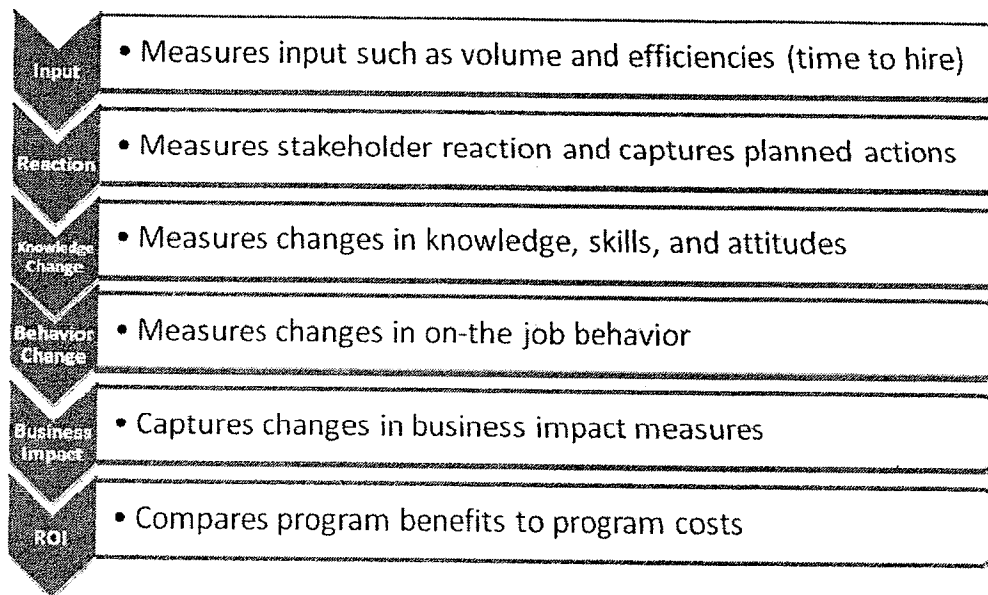 Input
• Measures input such as volume and efficiencies (time to hire)
Reaction
• Measures stakeholder reaction and captures planned actions
Knowledge
Change
• Measures changes in knowledge, skills, and attitudes
Behavior
Change
• Measures changes in on-the job behavior
Business
Impact
• Captures changes in business impact measures
ROI
• Compares program benefits to program costs